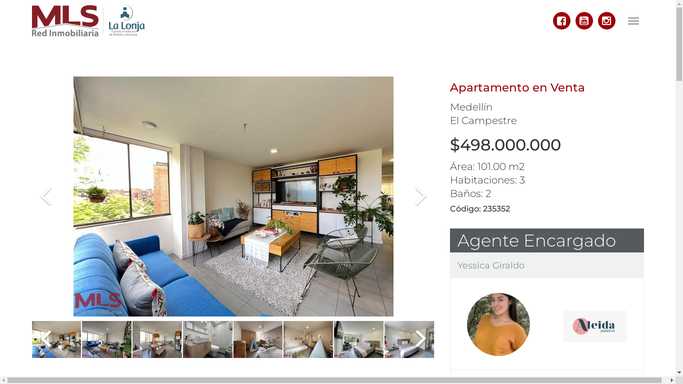 MLS
Red Inmobiliaria
La Lonja
Apartamento en Venta
Medellín
El Campestre
$498.000.000
Área: 101.00 m2
Habitaciones: 3
Baños: 2
Código: 235352
Agente Encargado
Yessica Giraldo
MLS
Aleida